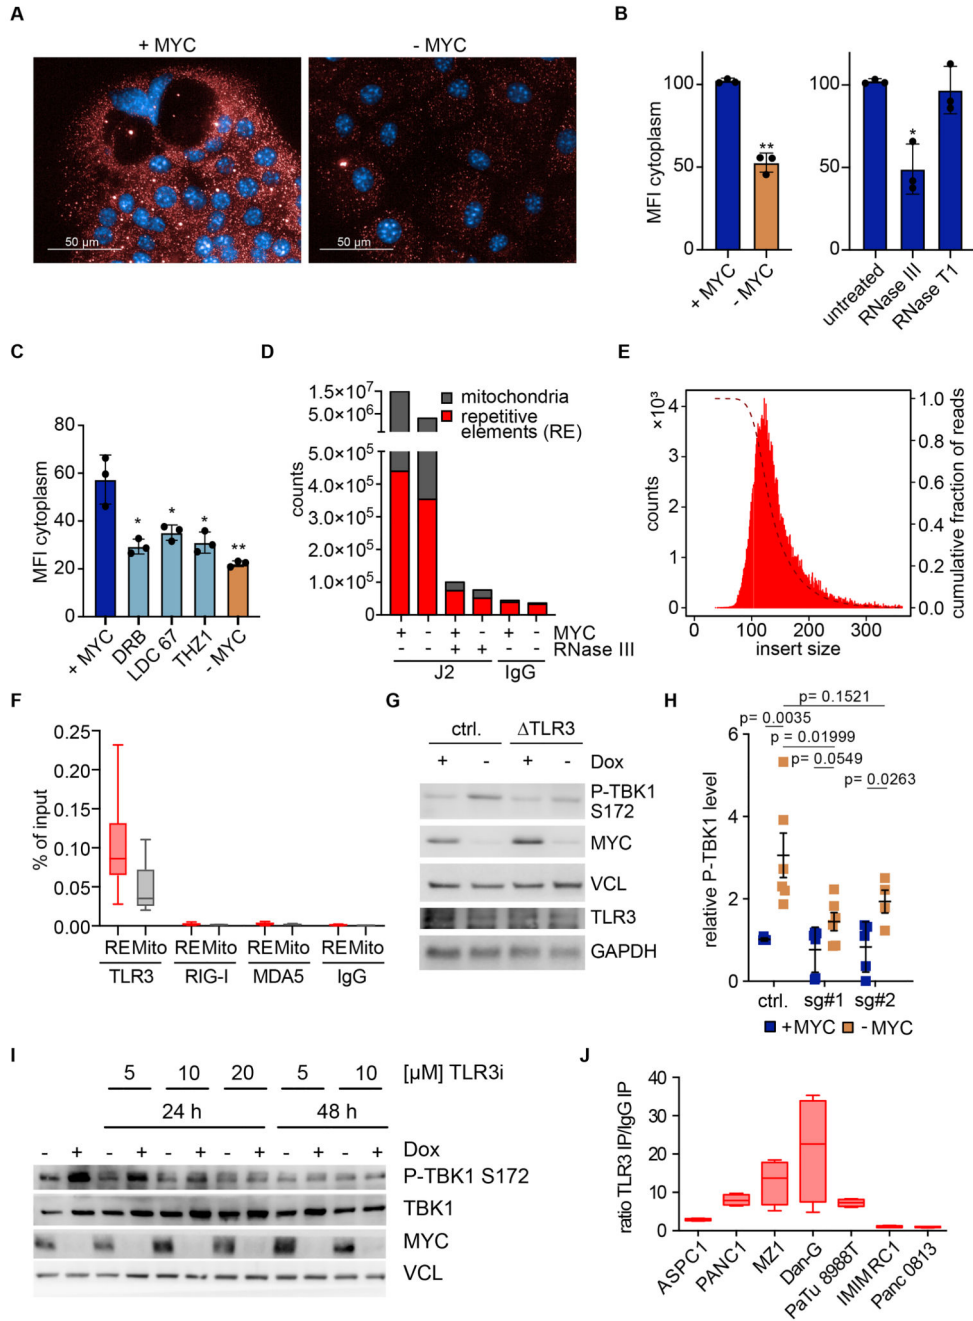 A
+ MYC
- MYC
50 µm
50 µm
B
MFI cytoplasm
100
50
0
+ MYC
- MYC
**
100
50
0
*
untreated
RNase III
RNase T1
C
MFI cytoplasm
80
60
40
20
0
*
*
*
**
+ MYC
DRB
LDC 67
THZ1
- MYC
D
counts
1.5×10⁷
5.0×10⁶
5.0×10⁵
4.0×10⁵
3.0×10⁵
2.0×10⁵
1.0×10⁵
0
mitochondria
repetitive
elements (RE)
+ - + - + - MYC
+ + RNase III
J2
IgG
E
×10³
counts
4
3
2
1
0
0
100
200
300
insert size
1.0
0.8
0.6
0.4
0.2
0.0
cumulative fraction of reads
F
% of input
0.25
0.20
0.15
0.10
0.05
0.00
RE Mito RE Mito RE Mito RE Mito
TLR3
RIG-I
MDA5
IgG
G
ctrl.
ΔTLR3
+ - + - Dox
P-TBK1
S172
MYC
VCL
TLR3
GAPDH
H
p= 0.1521
p= 0.0035
p = 0.01999
p= 0.0549
p= 0.0263
relative P-TBK1 level
6
4
2
0
ctrl.
sg#1
sg#2
+MYC
- MYC
I
5 10 20 5 10 [µM] TLR3i
24 h
48 h
- + - + - + - + - + - + Dox
P-TBK1 S172
TBK1
MYC
VCL
J
ratio TLR3 IP/IgG IP
40
30
20
10
0
ASPC1
PANC1
MZ1
Dan-G
PaTu 8988T
IMIM RC1
Panc 0813